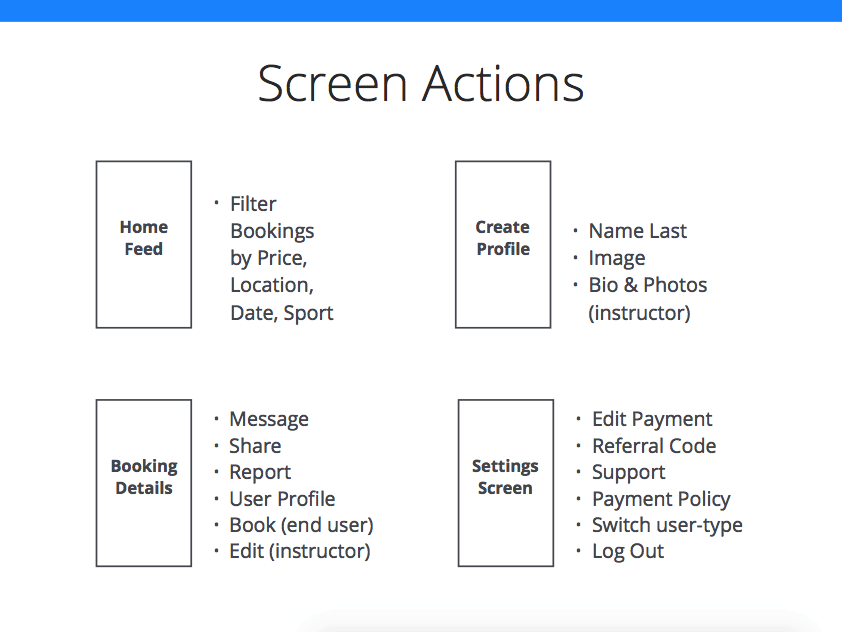 Screen Actions
Home
Feed
• Filter
Bookings
by Price,
Location,
Date, Sport
Create
Profile
• Name Last
• Image
• Bio & Photos
(instructor)
Booking
Details
• Message
• Share
• Report
• User Profile
• Book (end user)
• Edit (instructor)
Settings
Screen
• Edit Payment
• Referral Code
• Support
• Payment Policy
• Switch user-type
• Log Out